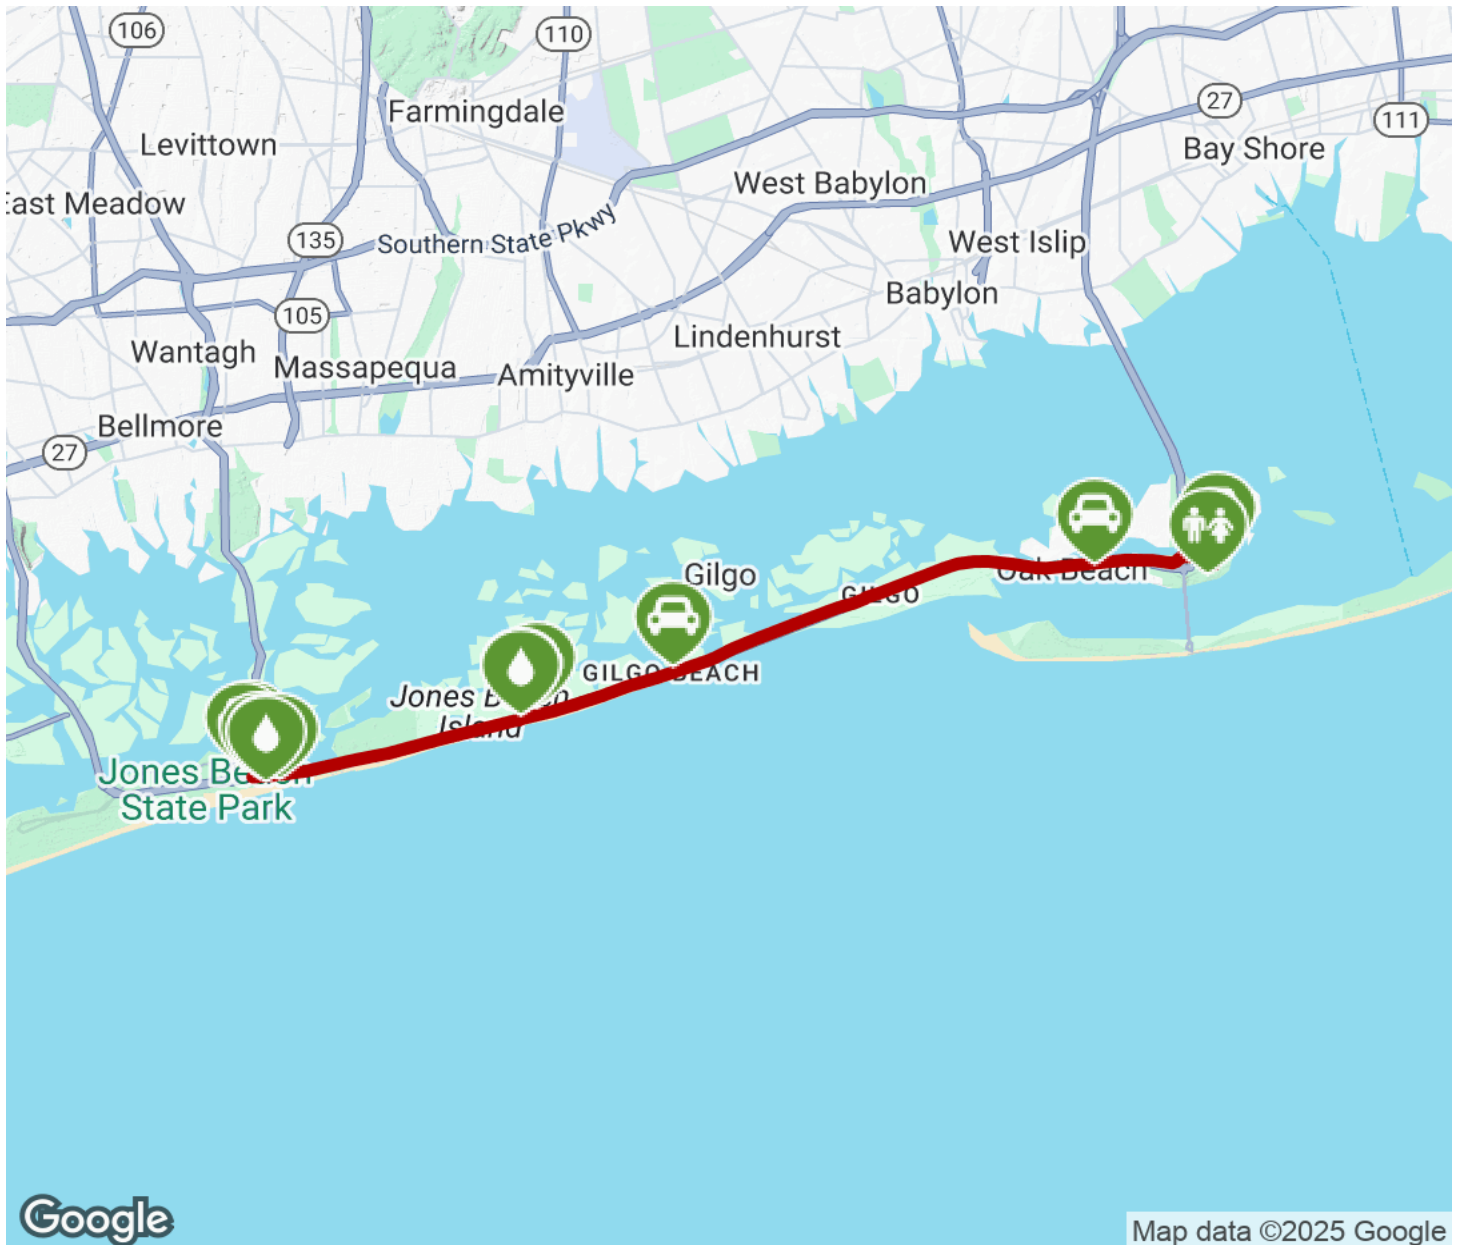 106
110
Farmingdale
27
111
Levittown
Bay Shore
West Babylon
East Meadow
135
Southern State Pkwy
West Islip
Babylon
105
Lindenhurst
Wantagh
Massapequa
Amityville
Bellmore
27
Gilgo
Oak Beach
GILGO
GILGO BEACH
Jones Beach
Island
Jones Beach
State Park
Google
Map data ©2025 Google